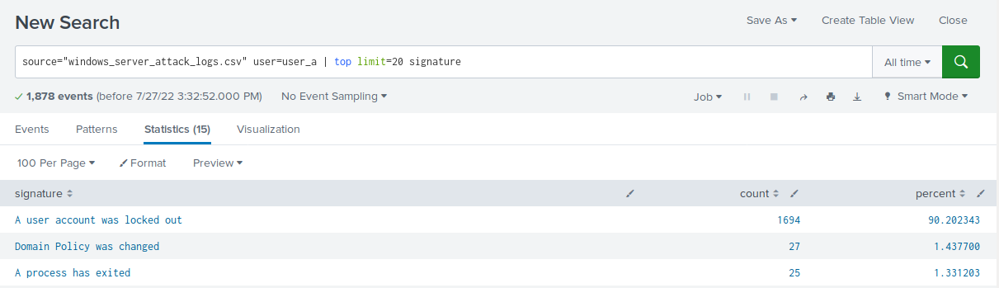 New Search
Save As Create Table View Close
source="windows_server_attack_logs.csv" user=user_a | top limit=20 signature
All time
1,878 events (before 7/27/22 3:32:52.000 PM) No Event Sampling
Job Smart Mode
Events Patterns Statistics (15) Visualization
100 Per Page Format Preview
signature count percent
A user account was locked out 1694 90.202343
Domain Policy was changed 27 1.437700
A process has exited 25 1.331203